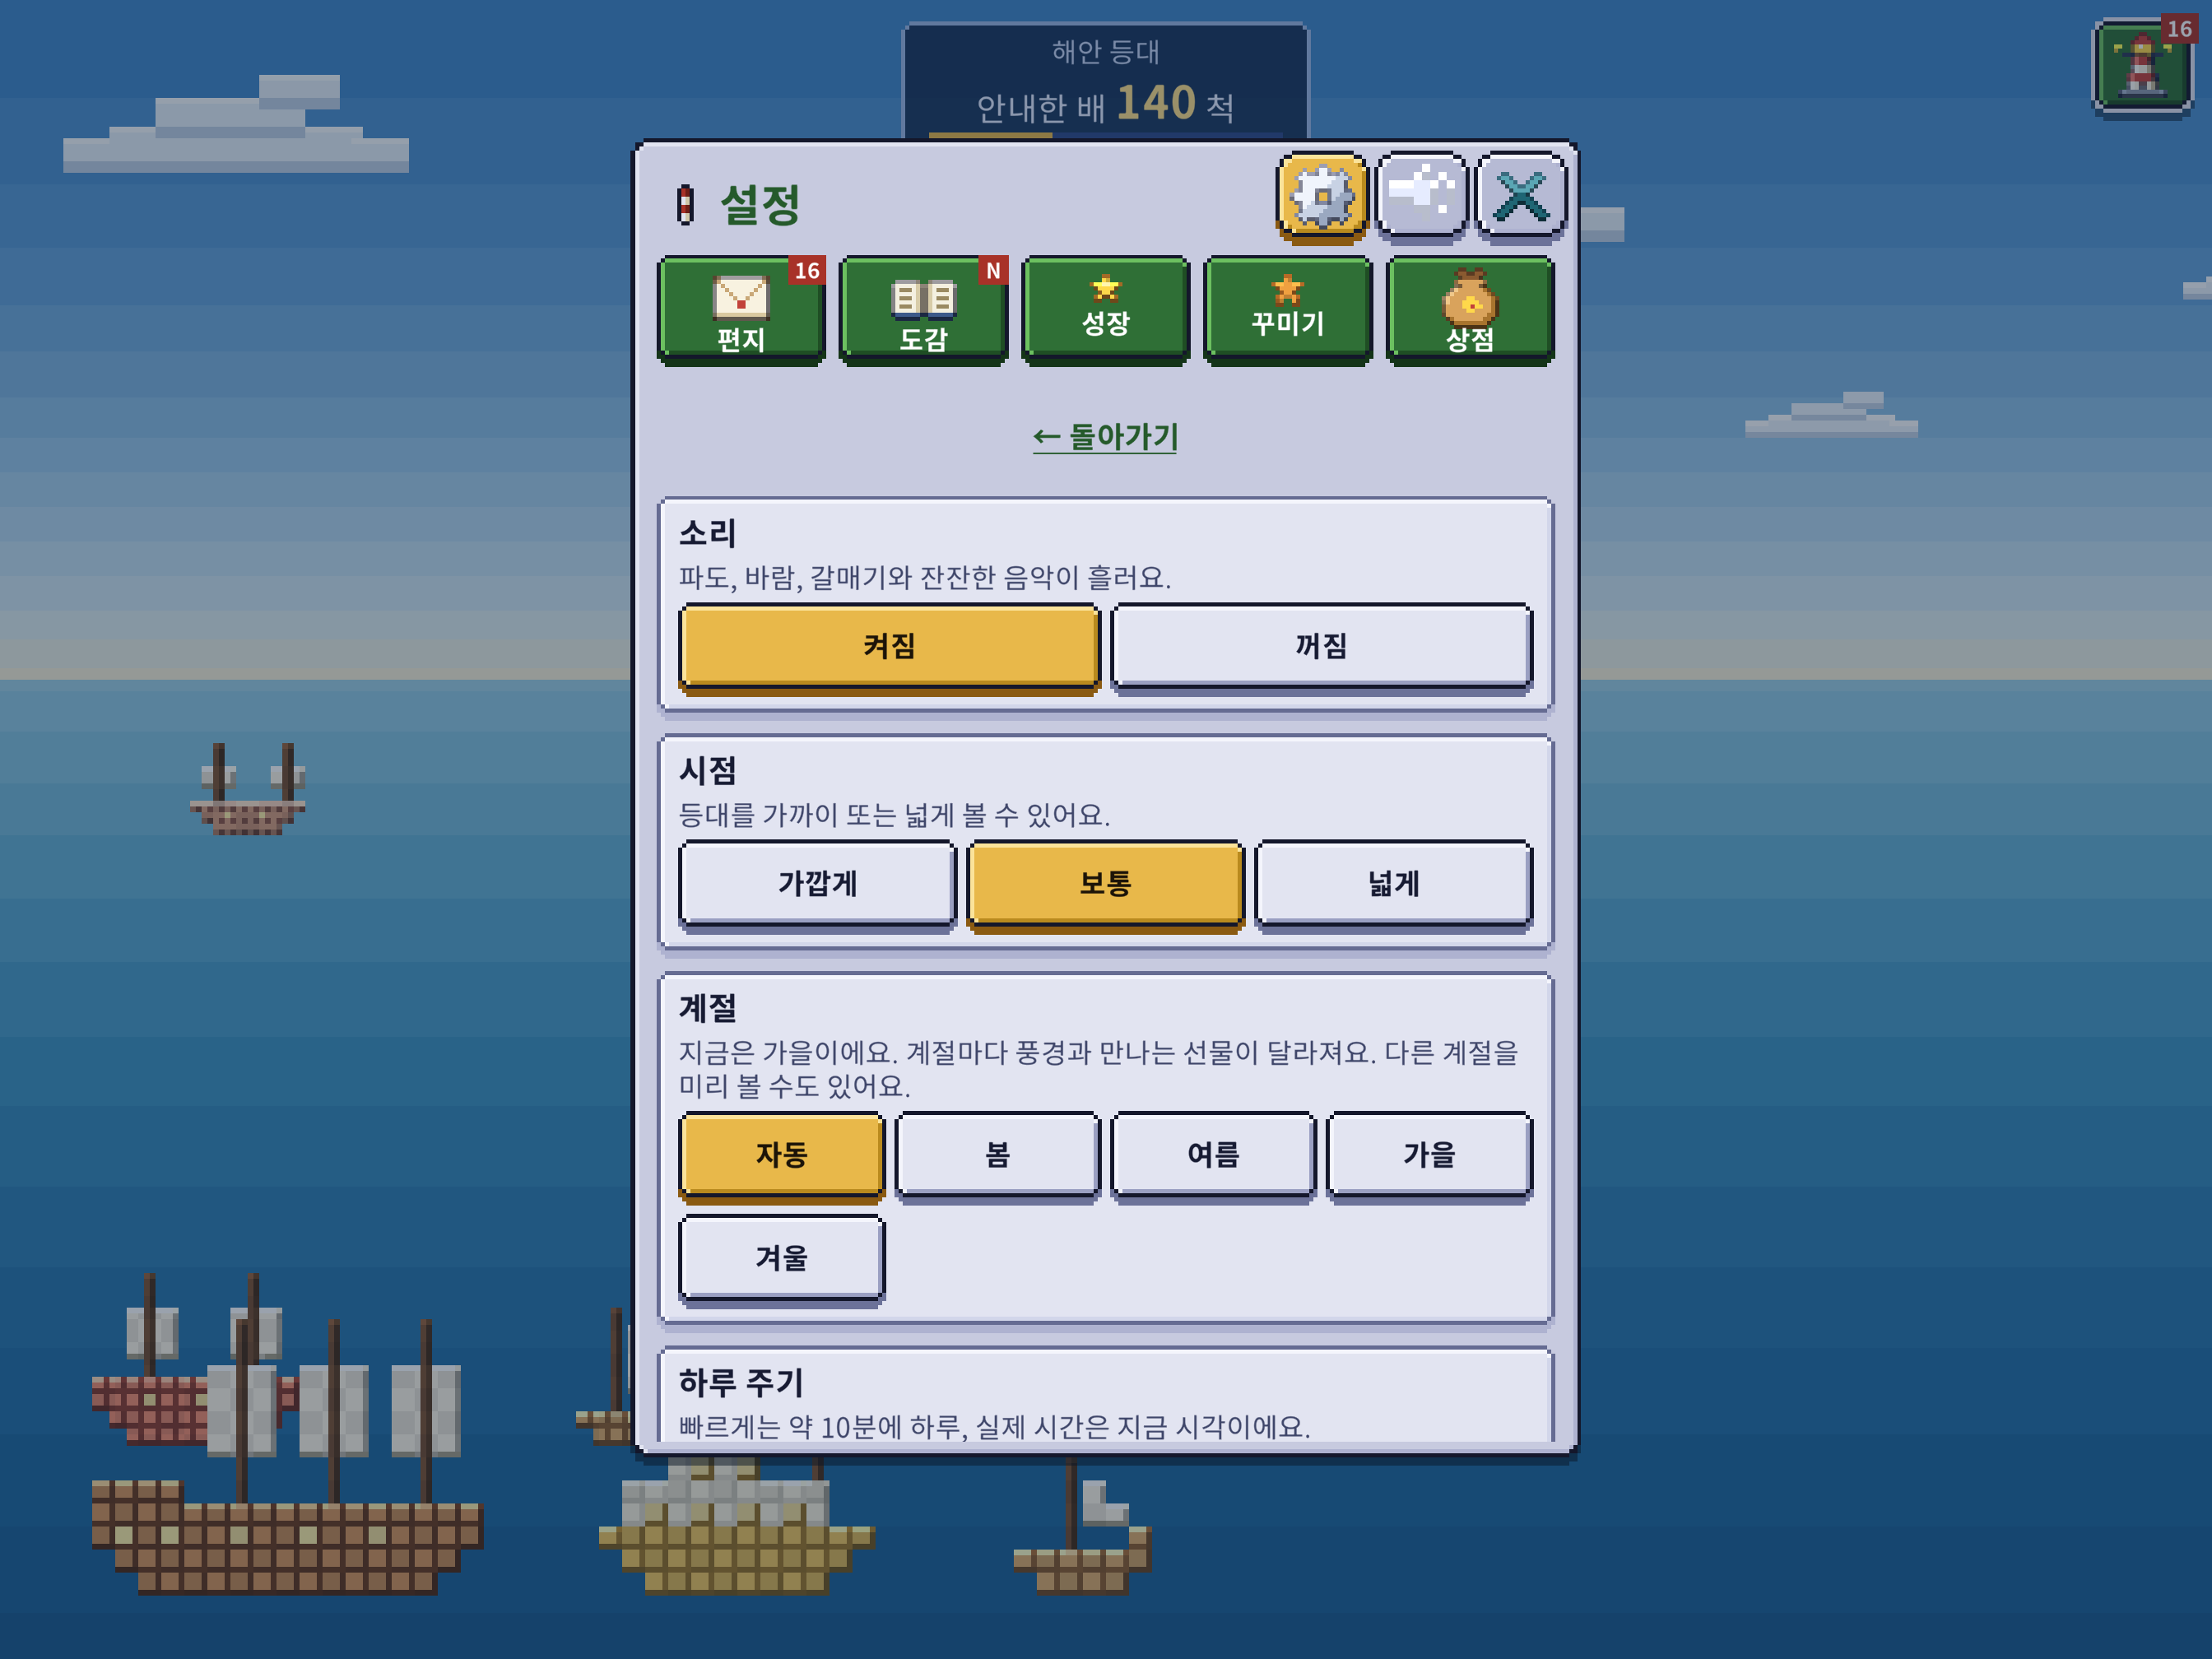 해안 등대
안내한 배 140 척
16
설정
16
편지
N
도감
성장
꾸미기
상점
← 돌아가기
소리
파도, 바람, 갈매기와 잔잔한 음악이 흘러요.
켜짐
꺼짐
시점
등대를 가까이 또는 넓게 볼 수 있어요.
가깝게
보통
넓게
계절
지금은 가을이에요. 계절마다 풍경과 만나는 선물이 달라져요. 다른 계절을
미리 볼 수도 있어요.
자동
봄
여름
가을
겨울
하루 주기
빠르게는 약 10분에 하루, 실제 시간은 지금 시각이에요.